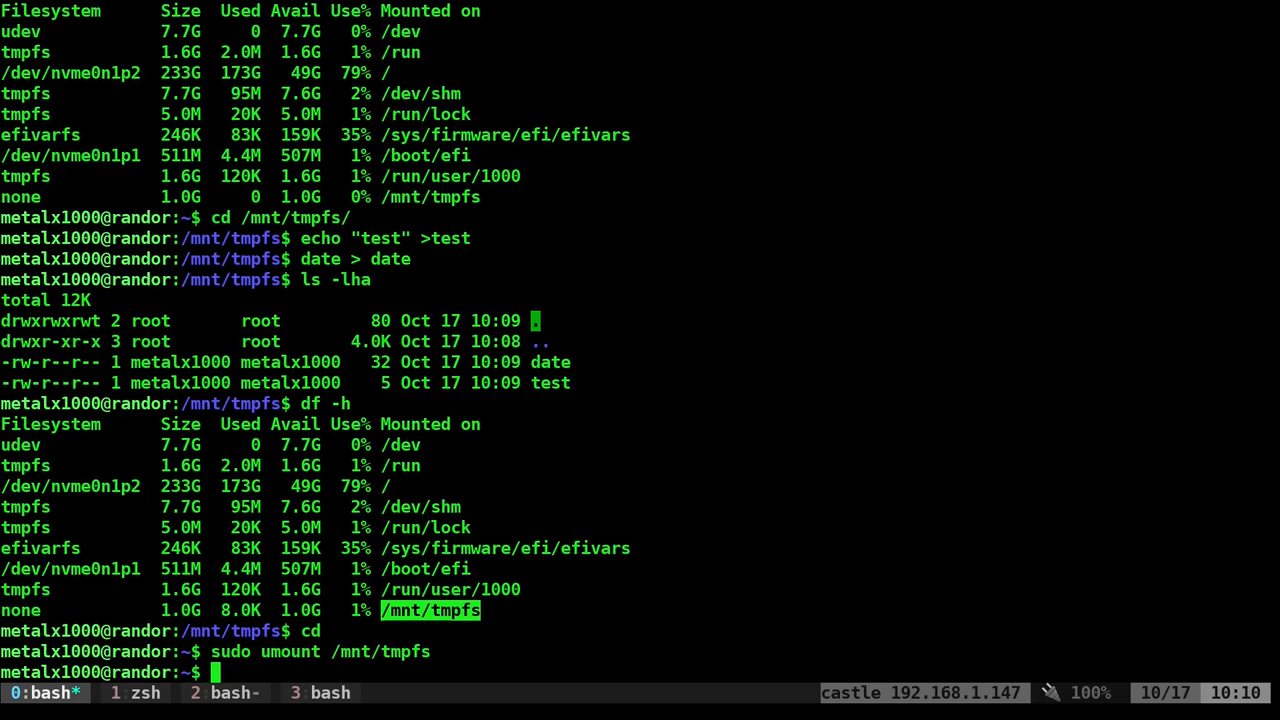 Filesystem      Size  Used Avail Use% Mounted on
udev            7.7G     0  7.7G   0% /dev
tmpfs           1.6G  2.0M  1.6G   1% /run
/dev/nvme0n1p2  233G  173G   49G  79% /
tmpfs           7.7G   95M  7.6G   2% /dev/shm
tmpfs           5.0M   20K  5.0M   1% /run/lock
efivarfs        246K   83K  159K  35% /sys/firmware/efi/efivars
/dev/nvme0n1p1  511M  4.4M  507M   1% /boot/efi
tmpfs           1.6G  120K  1.6G   1% /run/user/1000
none            1.0G     0  1.0G   0% /mnt/tmpfs
metalx1000@randor:~$ cd /mnt/tmpfs/
metalx1000@randor:/mnt/tmpfs$ echo "test" >test
metalx1000@randor:/mnt/tmpfs$ date > date
metalx1000@randor:/mnt/tmpfs$ ls -lha
total 12K
drwxrwxrwt 2 root       root         80 Oct 17 10:09 .
drwxr-xr-x 3 root       root       4.0K Oct 17 10:08 ..
-rw-r--r-- 1 metalx1000 metalx1000   32 Oct 17 10:09 date
-rw-r--r-- 1 metalx1000 metalx1000    5 Oct 17 10:09 test
metalx1000@randor:/mnt/tmpfs$ df -h
Filesystem      Size  Used Avail Use% Mounted on
udev            7.7G     0  7.7G   0% /dev
tmpfs           1.6G  2.0M  1.6G   1% /run
/dev/nvme0n1p2  233G  173G   49G  79% /
tmpfs           7.7G   95M  7.6G   2% /dev/shm
tmpfs           5.0M   20K  5.0M   1% /run/lock
efivarfs        246K   83K  159K  35% /sys/firmware/efi/efivars
/dev/nvme0n1p1  511M  4.4M  507M   1% /boot/efi
tmpfs           1.6G  120K  1.6G   1% /run/user/1000
none            1.0G  8.0K  1.0G   1% /mnt/tmpfs
metalx1000@randor:/mnt/tmpfs$ cd
metalx1000@randor:~$ sudo umount /mnt/tmpfs
metalx1000@randor:~$
0:bash*  1:zsh  2:bash-  3:bash  castle 192.168.1.147  🔌 100%  10/17  10:10